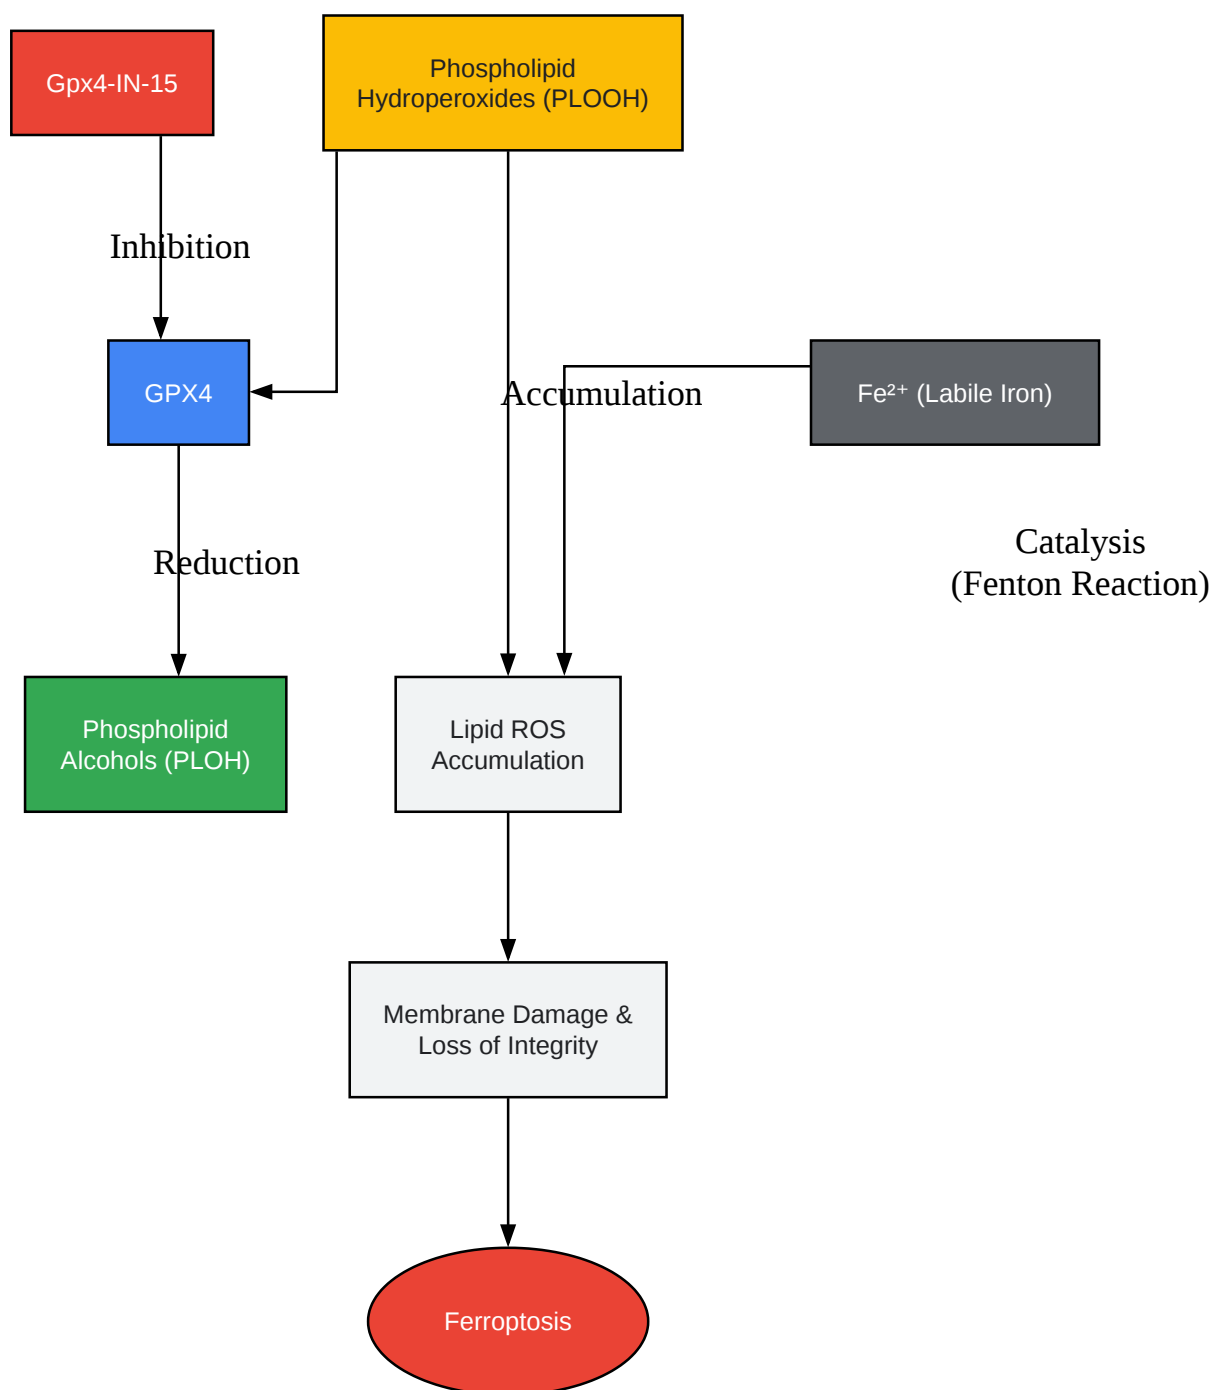 Gpx4-IN-15
Phospholipid
Hydroperoxides (PLOOH)
Inhibition
GPX4
Accumulation
Fe²⁺ (Labile Iron)
Reduction
Catalysis
(Fenton Reaction)
Phospholipid
Alcohols (PLOH)
Lipid ROS
Accumulation
Membrane Damage &
Loss of Integrity
Ferroptosis